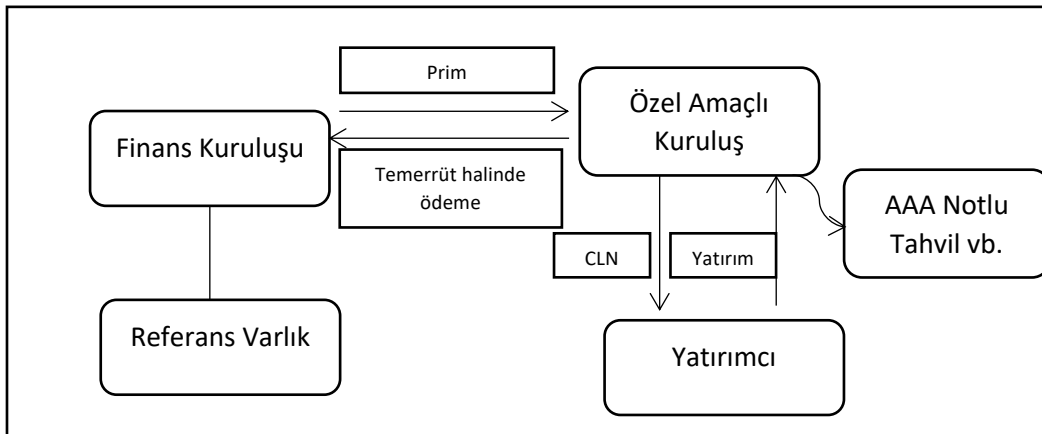 Prim
Özel Amaçlı
Kuruluş
Finans Kuruluşu
Temerrüt halinde
ödeme
AAA Notlu
Tahvil vb.
CLN
Yatırım
Referans Varlık
Yatırımcı